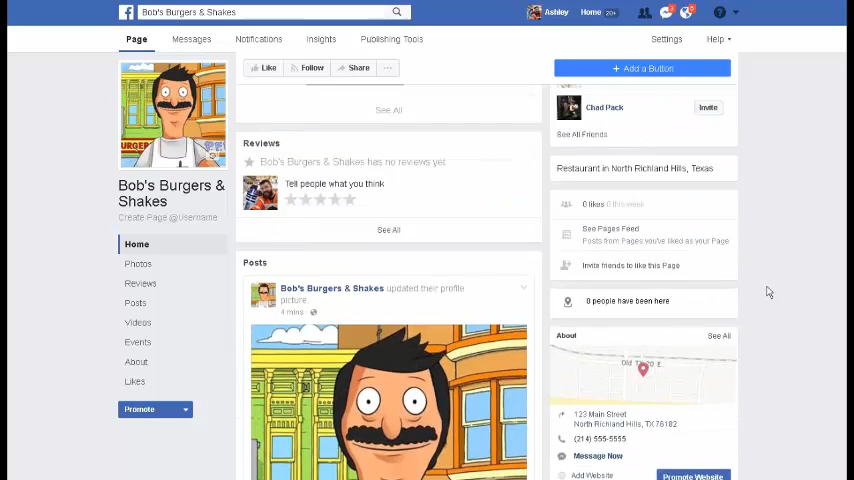 Bob's Burgers & Shakes
Ashley
Home 20+
Page
Messages
Notifications
Insights
Publishing Tools
Settings
Help
Like
Follow
Share
...
+ Add a Button
See All
Chad Pack
Invite
See All Friends
Reviews
Bob's Burgers & Shakes has no reviews yet
Tell people what you think
See All
Restaurant in North Richland Hills, Texas
0 likes 0 this week
See Pages Feed
Posts from Pages you've liked as your Page
Invite friends to like this Page
0 people have been here
BURGER
Bob's Burgers &
Shakes
Create Page @Username
Home
Photos
Reviews
Posts
Videos
Events
About
Likes
Promote
Posts
Bob's Burgers & Shakes updated their profile
picture.
4 mins
About
See All
123 Main Street
North Richland Hills, TX 76182
(214) 555-5555
Message Now
Add Website
Promote Website